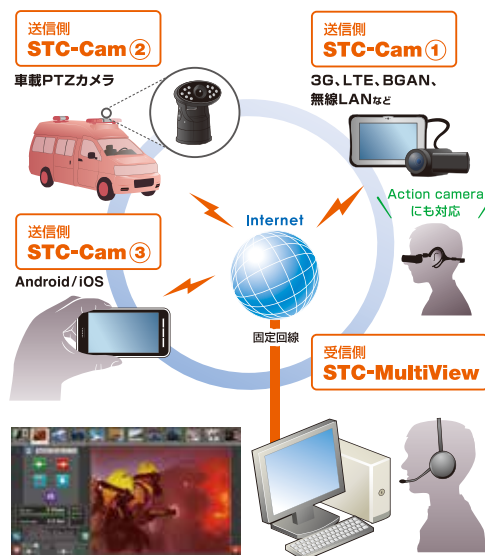 送信側
STC-Cam②
車載PTZカメラ
送信側
STC-Cam①
3G、LTE、BGAN、
無線LANなど
Action camera
にも対応
Internet
送信側
STC-Cam③
Android/iOS
固定回線
受信側
STC-MultiView